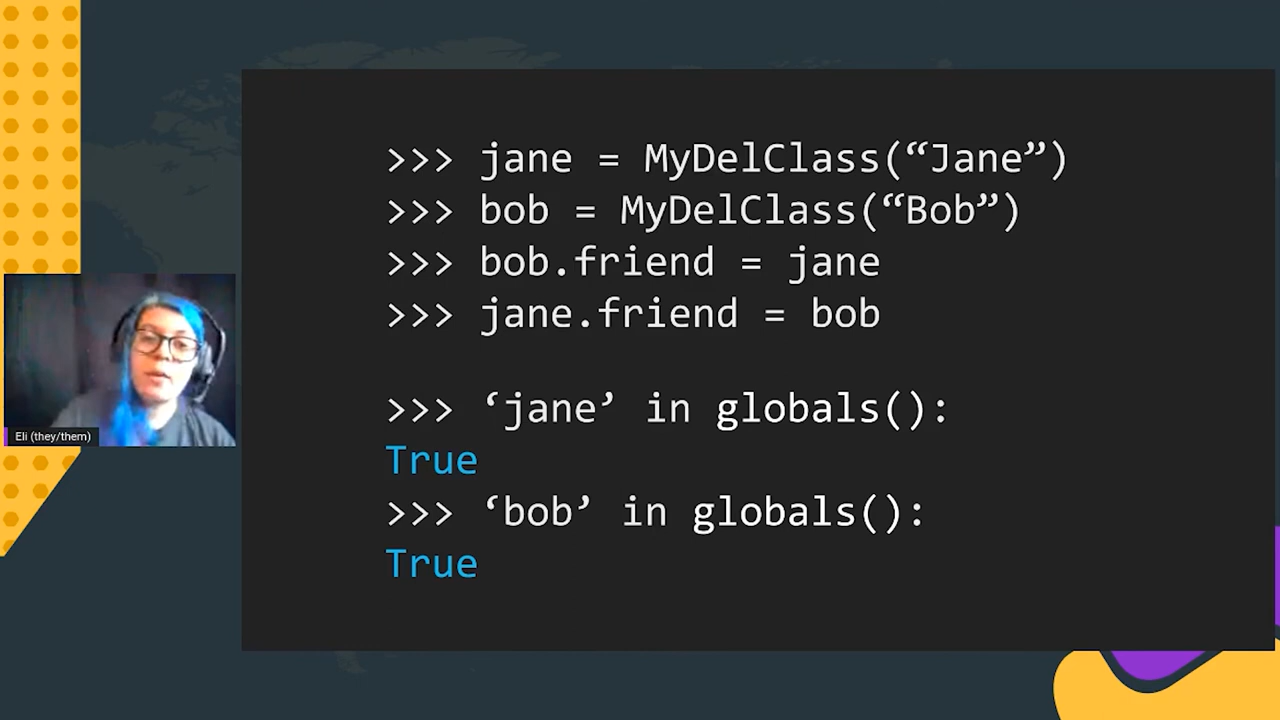 >>> jane = MyDelClass(“Jane”)
>>> bob = MyDelClass(“Bob”)
>>> bob.friend = jane
>>> jane.friend = bob
>>> ‘jane’ in globals():
True
>>> ‘bob’ in globals():
True
Eli (they/them)